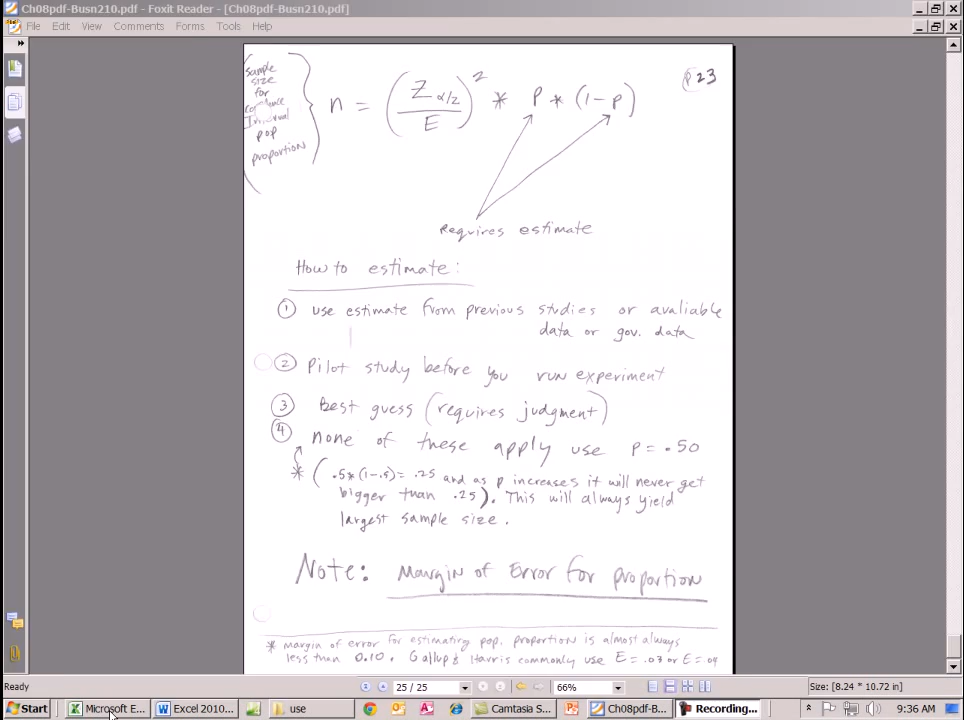 Ch08pdf-Busn210.pdf - Foxit Reader - [Ch08pdf-Busn210.pdf]
File Edit View Comments Forms Tools Help
p23
sample
size
for
Interval
pop
proportion
n = (Zα/2 / E)² * p * (1-p)
Requires estimate
How to estimate:
① use estimate from previous studies or avaliable
data or gov. data
② Pilot study before you run experiment
③ Best guess (requires judgment)
④ none of these apply use p = .50
* (.5*(1-.5)= .25 and as p increases it will never get
bigger than .25). This will always yield
largest sample size.
Note: Margin of Error for proportion
* margin of error for estimating pop. proportion is almost always
less than 0.10. Gallup & Harris commonly use E = .03 or E = .04
Ready 25 / 25 66% Size: [8.24 * 10.72 in]
Start Microsoft E... Excel 2010... use Camtasia S... Ch08pdf-B... Recording... 9:36 AM